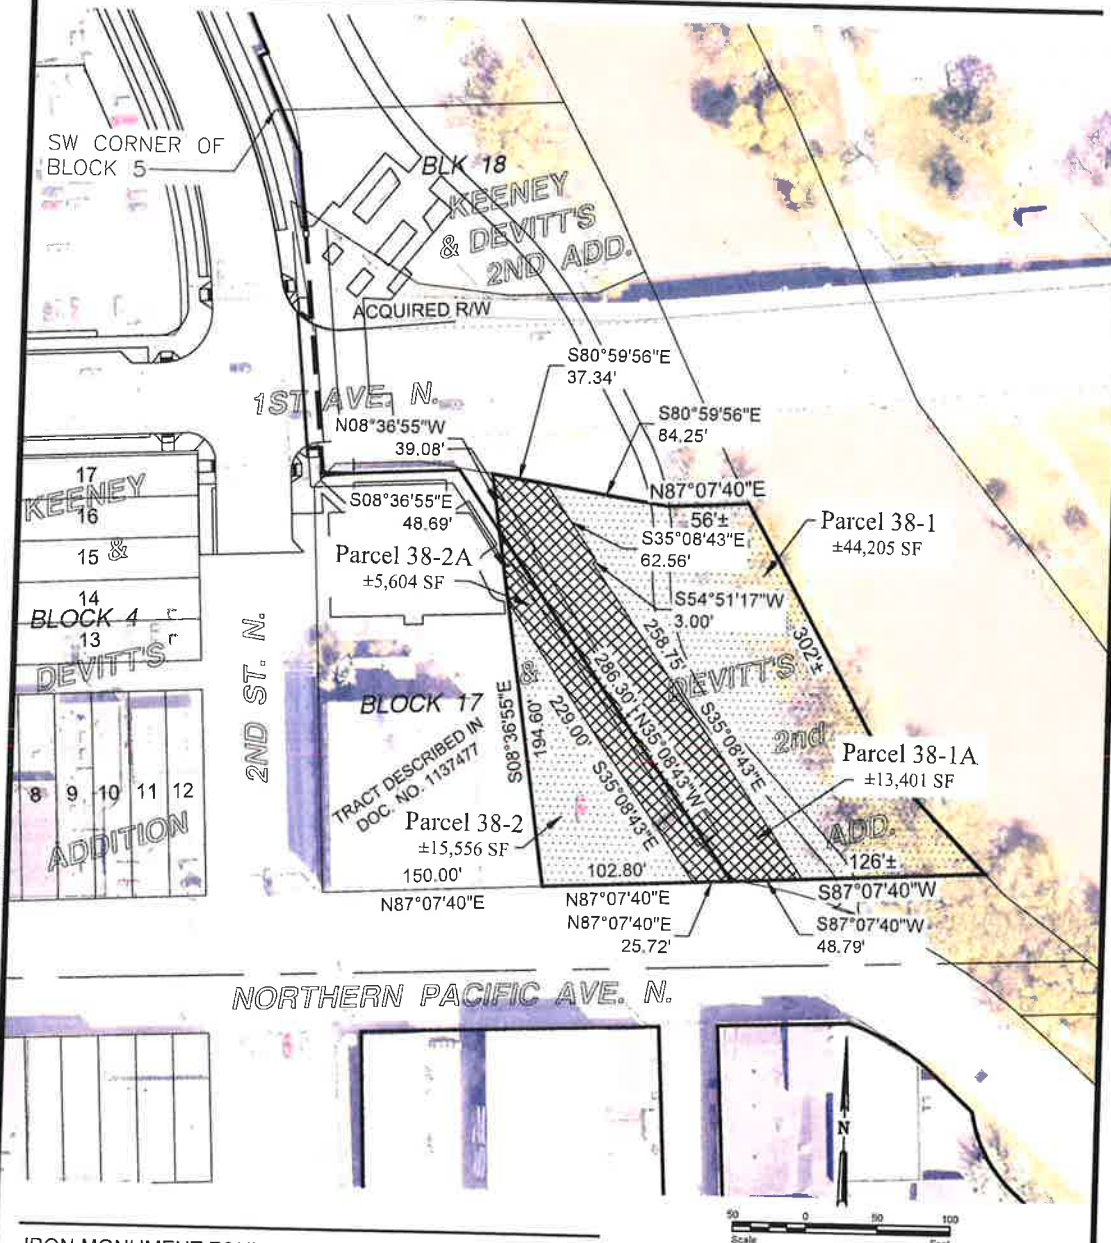 SW CORNER OF
BLOCK 5
BLK 18
KEENEY
& DEVITT'S
2ND ADD.
ACQUIRED R/W
S80°59'56"E
37.34'
1ST AVE. N.
N08°36'55"W
39.08'
S80°59'56"E
84.25'
N87°07'40"E
56'±
17
KEENEY
16
15
&
14
BLOCK 4
13
DEVITT'S
S08°36'55"E
48.69'
Parcel 38-2A
±5,604 SF
S35°08'43"E
62.56'
Parcel 38-1
±44,205 SF
S54°51'17"W
3.00'
302'±
258.75'
S35°08'43"E
286.30'
N35°08'43"W
229.00'
S35°08'43"E
&
DEVITT'S
2nd
ADD.
2ND ST. N.
BLOCK 17
TRACT DESCRIBED IN
DOC. NO. 1137477
S08°36'55"E
194.60'
Parcel 38-1A
±13,401 SF
8
9
10
11
12
ADDITION
Parcel 38-2
±15,556 SF
150.00'
N87°07'40"E
102.80'
N87°07'40"E
N87°07'40"E
25.72'
126'±
S87°07'40"W
S87°07'40"W
48.79'
NORTHERN PACIFIC AVE. N.
N
50
0
50
100
Scale
Feet